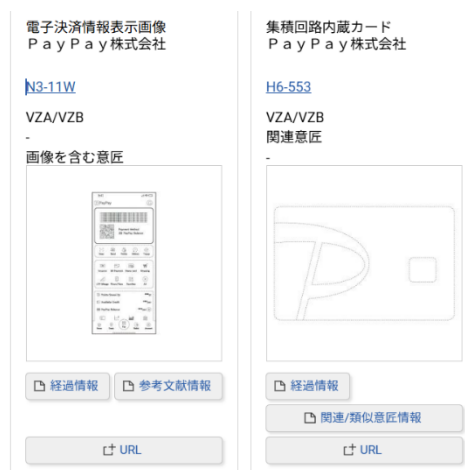 電子決済情報表示画像
ＰａｙＰａｙ株式会社
N3-11W
VZA/VZB
-
画像を含む意匠
経過情報
参考文献情報
URL
集積回路内蔵カード
ＰａｙＰａｙ株式会社
H6-553
VZA/VZB
関連意匠
-
経過情報
関連/類似意匠情報
URL